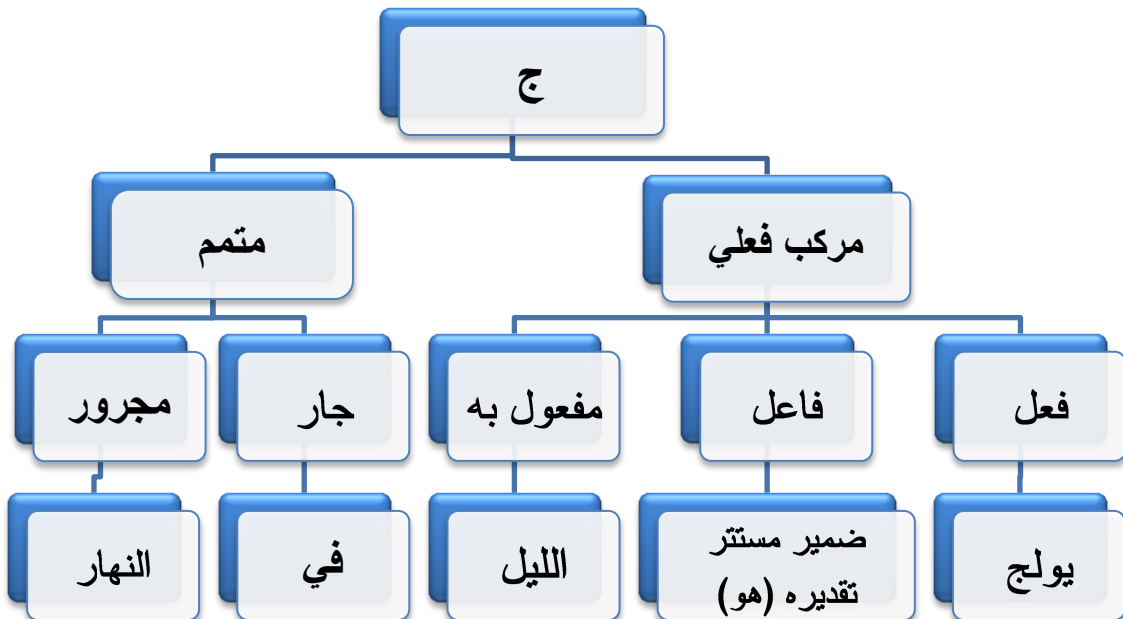 ج
مركب فعلي
متمم
فعل
فاعل
مفعول به
جار
مجرور
يولج
ضمير مستتر
تقديره (هو)
الليل
في
النهار